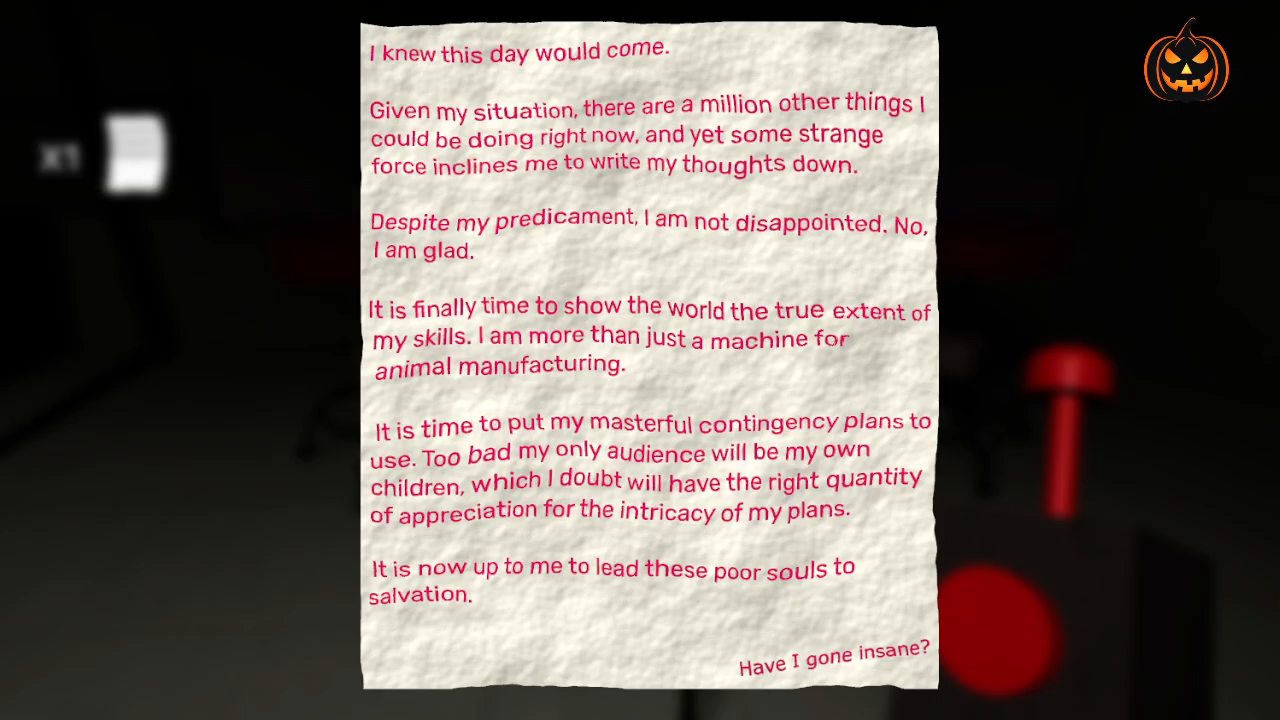 I knew this day would come.
Given my situation, there are a million other things I
could be doing right now, and yet some strange
force inclines me to write my thoughts down.
Despite my predicament, I am not disappointed. No,
I am glad.
It is finally time to show the world the true extent of
my skills. I am more than just a machine for
animal manufacturing.
It is time to put my masterful contingency plans to
use. Too bad my only audience will be my own
children, which I doubt will have the right quantity
of appreciation for the intricacy of my plans.
It is now up to me to lead these poor souls to
salvation.
Have I gone insane?
X1